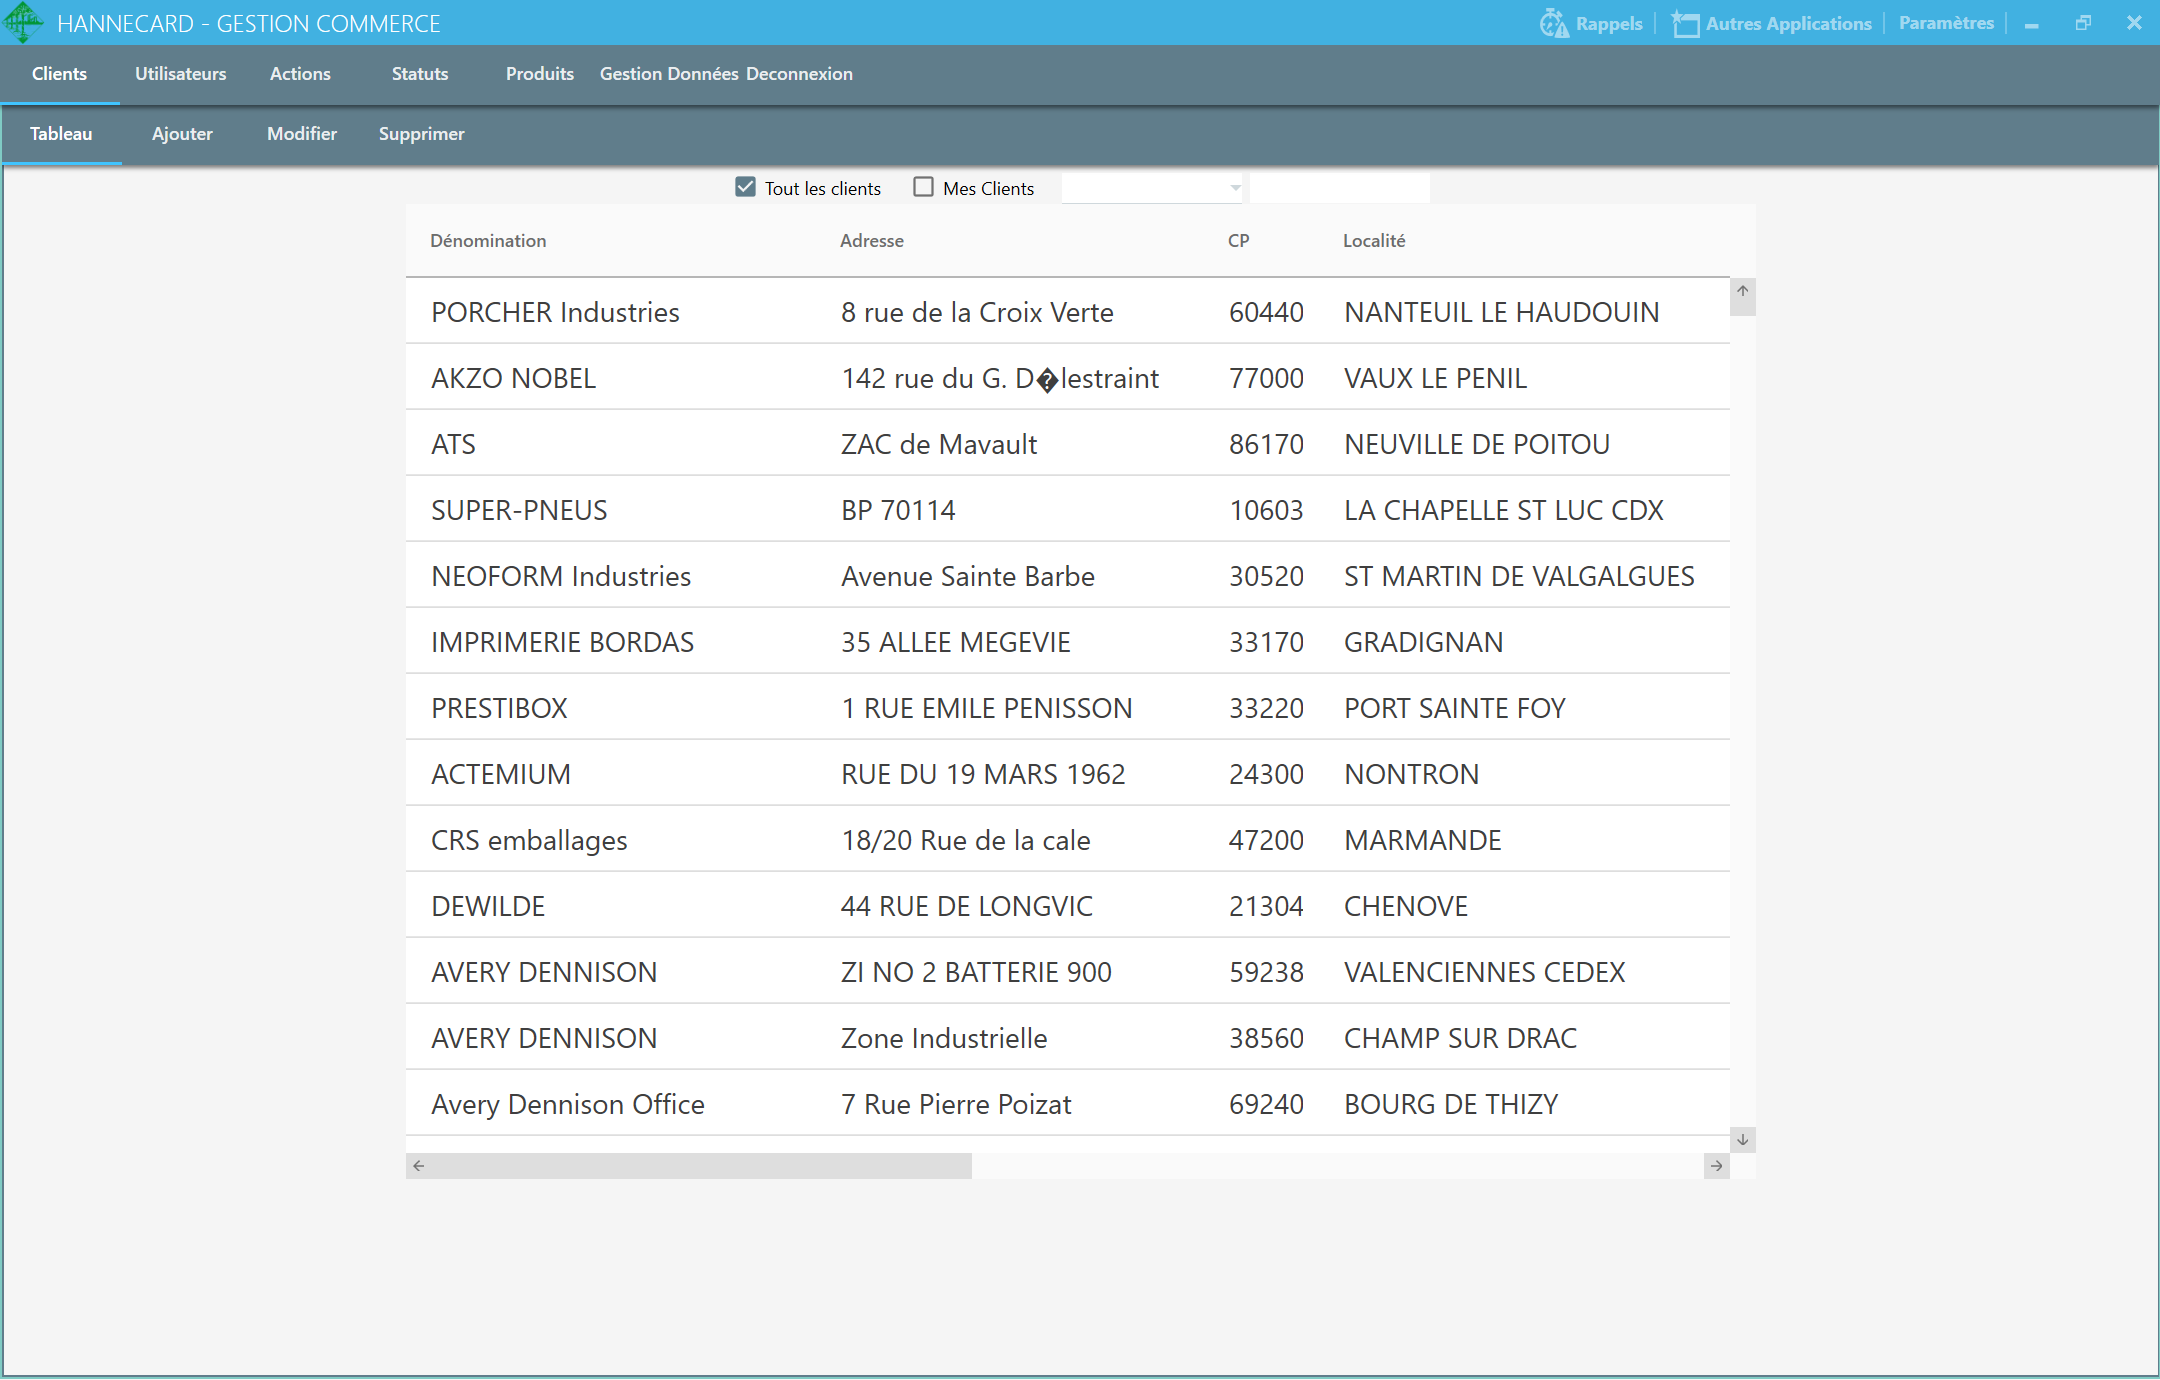 HANNECARD - GESTION COMMERCE
Rappels
Autres Applications
Paramètres
Clients
Utilisateurs
Actions
Statuts
Produits
Gestion Données
Deconnexion
Tableau
Ajouter
Modifier
Supprimer
Tout les clients
Mes Clients
Dénomination Adresse CP Localité
PORCHER Industries 8 rue de la Croix Verte 60440 NANTEUIL LE HAUDOUIN
AKZO NOBEL 142 rue du G. D�lestraint 77000 VAUX LE PENIL
ATS ZAC de Mavault 86170 NEUVILLE DE POITOU
SUPER-PNEUS BP 70114 10603 LA CHAPELLE ST LUC CDX
NEOFORM Industries Avenue Sainte Barbe 30520 ST MARTIN DE VALGALGUES
IMPRIMERIE BORDAS 35 ALLEE MEGEVIE 33170 GRADIGNAN
PRESTIBOX 1 RUE EMILE PENISSON 33220 PORT SAINTE FOY
ACTEMIUM RUE DU 19 MARS 1962 24300 NONTRON
CRS emballages 18/20 Rue de la cale 47200 MARMANDE
DEWILDE 44 RUE DE LONGVIC 21304 CHENOVE
AVERY DENNISON ZI NO 2 BATTERIE 900 59238 VALENCIENNES CEDEX
AVERY DENNISON Zone Industrielle 38560 CHAMP SUR DRAC
Avery Dennison Office 7 Rue Pierre Poizat 69240 BOURG DE THIZY